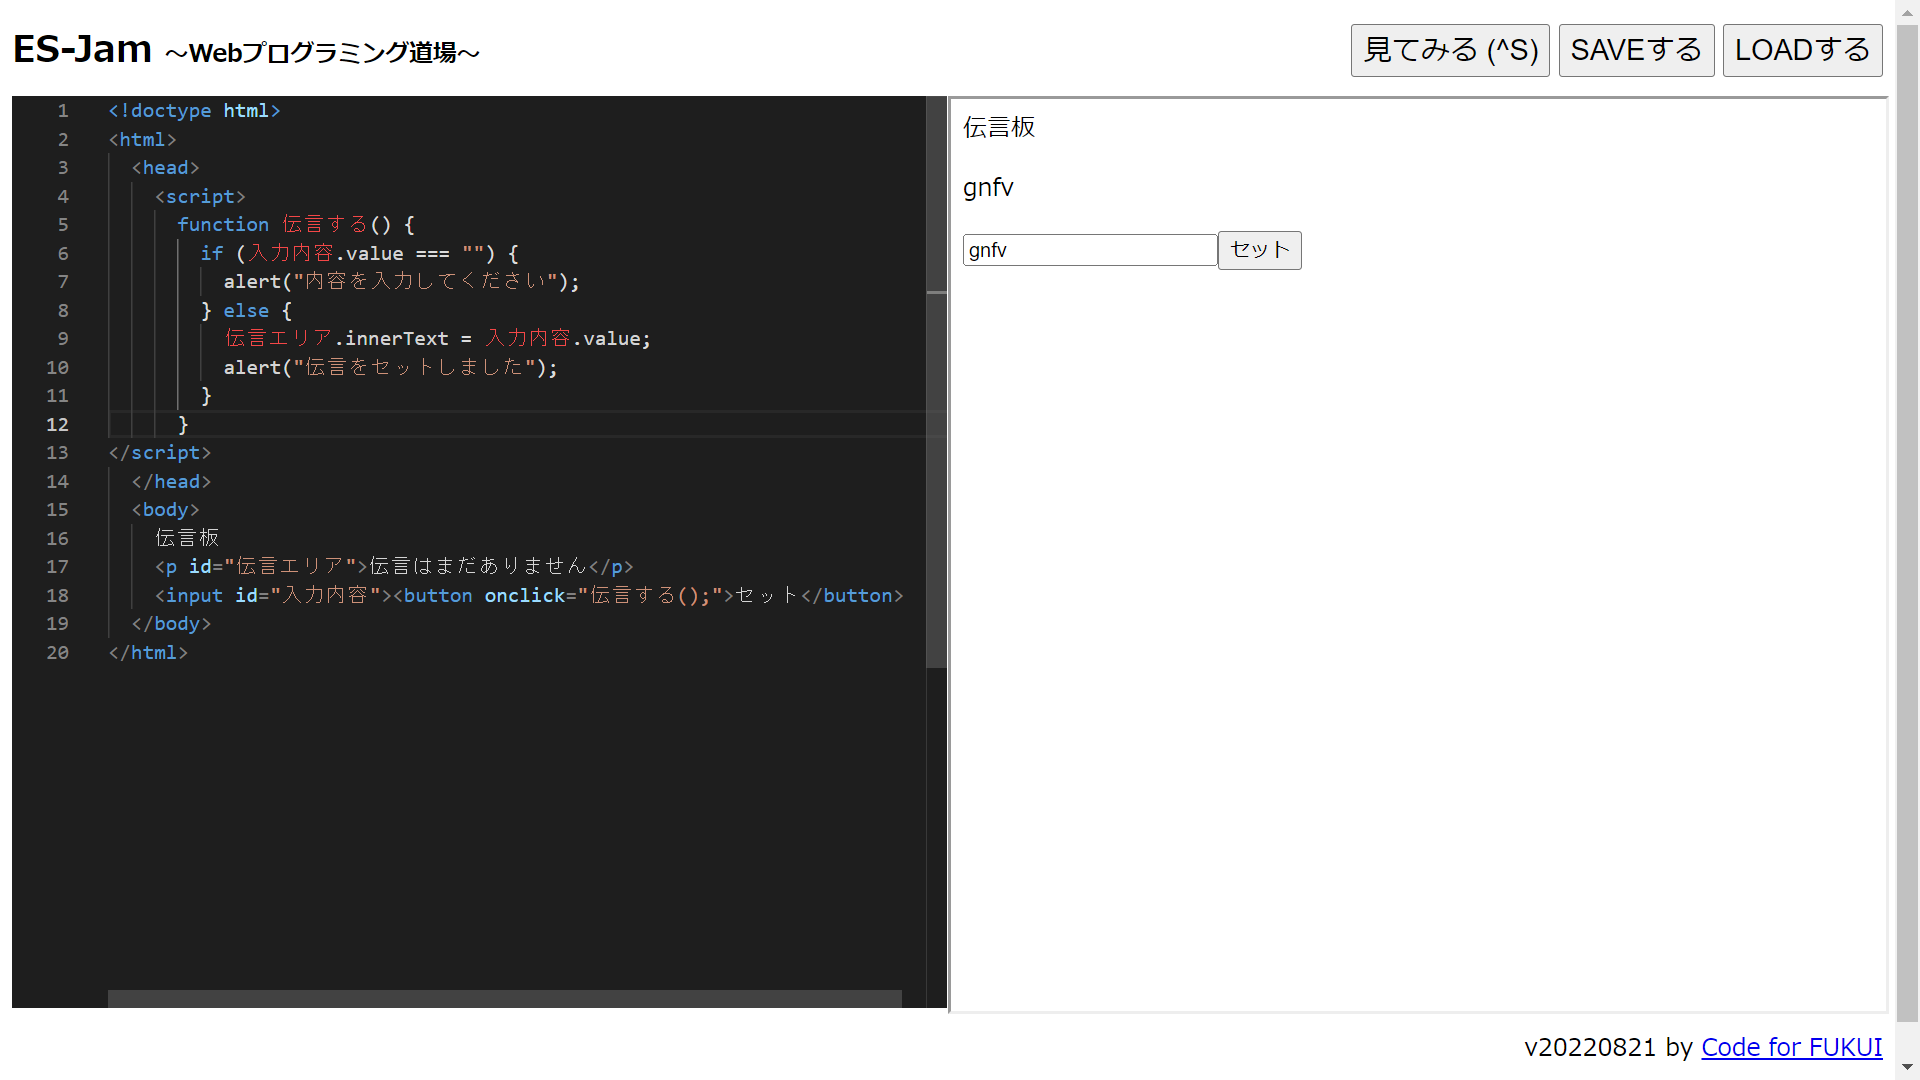 ES-Jam 〜Webプログラミング道場〜
見てみる (^S) SAVEする LOADする
1 <!doctype html>
2 <html>
3 <head>
4 <script>
5 function 伝言する() {
6 if (入力内容.value === "") {
7 alert("内容を入力してください");
8 } else {
9 伝言エリア.innerText = 入力内容.value;
10 alert("伝言をセットしました");
11 }
12 }
13 </script>
14 </head>
15 <body>
16 伝言板
17 <p id="伝言エリア">伝言はまだありません</p>
18 <input id="入力内容"><button onclick="伝言する();">セット</button>
19 </body>
20 </html>
伝言板
gnfv
gnfv セット
v20220821 by Code for FUKUI